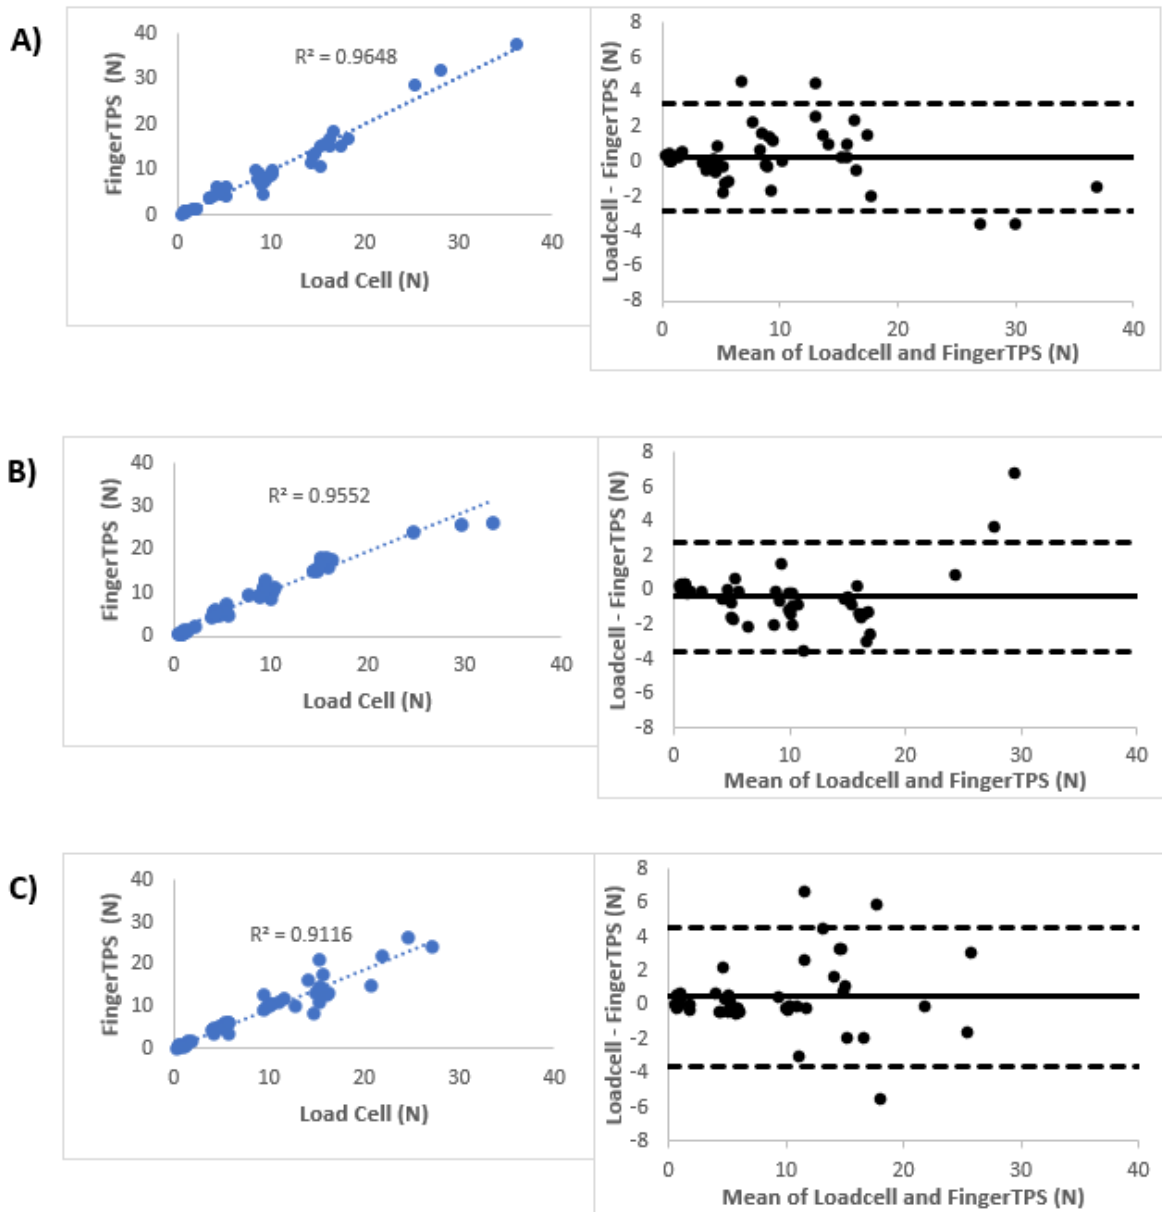 A)
R² = 0.9648
FingerTPS (N)
40
30
20
10
0
0 10 20 30 40
Load Cell (N)
Loadcell - FingerTPS (N)
8
6
4
2
0
-2
-4
-6
-8
0 10 20 30 40
Mean of Loadcell and FingerTPS (N)
B)
R² = 0.9552
FingerTPS (N)
40
30
20
10
0
0 10 20 30 40
Load Cell (N)
Loadcell - FingerTPS (N)
8
6
4
2
0
-2
-4
-6
-8
0 10 20 30 40
Mean of Loadcell and FingerTPS (N)
C)
R² = 0.9116
FingerTPS (N)
40
30
20
10
0
0 10 20 30 40
Load Cell (N)
Loadcell - FingerTPS (N)
8
6
4
2
0
-2
-4
-6
-8
0 10 20 30 40
Mean of Loadcell and FingerTPS (N)